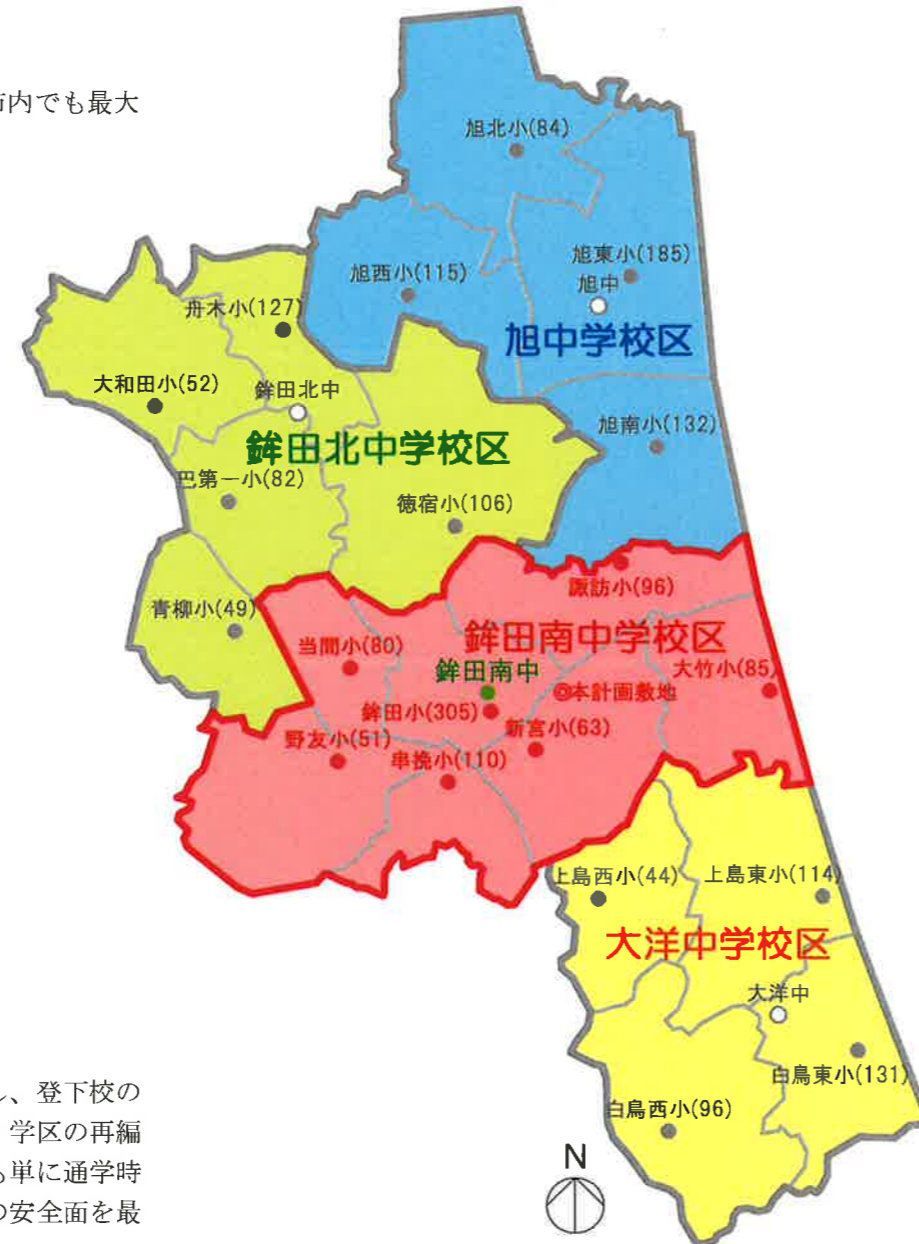 市内でも最大
旭北小(84)
旭東小(185)
旭中
旭西小(115)
旭中学校区
舟木小(127)
大和田小(52)
鉾田北中
旭南小(132)
鉾田北中学校区
巴第一小(82)
徳宿小(106)
諏訪小(96)
青柳小(49)
鉾田南中学校区
当間小(80)
鉾田南中
大竹小(85)
◎本計画敷地
鉾田小(305)
新宮小(63)
野友小(51)
串挽小(110)
上島西小(44)
上島東小(114)
大洋中学校区
大洋中
白鳥東小(131)
白鳥西小(96)
、登下校の
学区の再編
単に通学時
の安全面を最
N